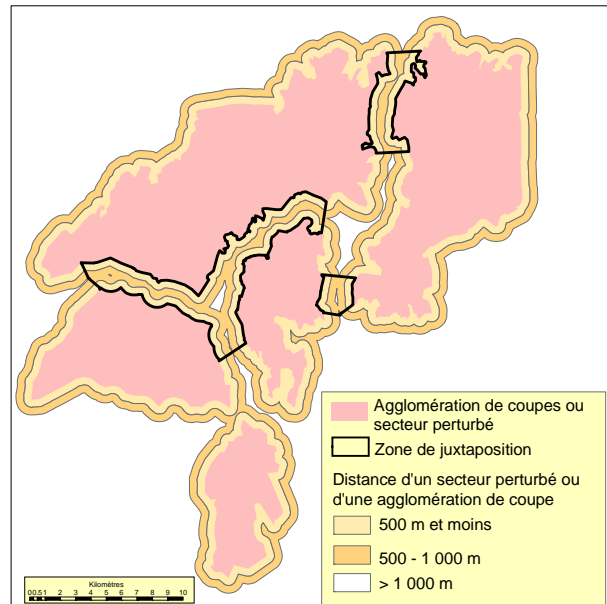 Agglomération de coupes ou
secteur perturbé
Zone de juxtaposition
Distance d'un secteur perturbé ou
d'une agglomération de coupe
500 m et moins
500 - 1 000 m
> 1 000 m
Kilomètres
0 0.5 1 2 3 4 5 6 7 8 9 10